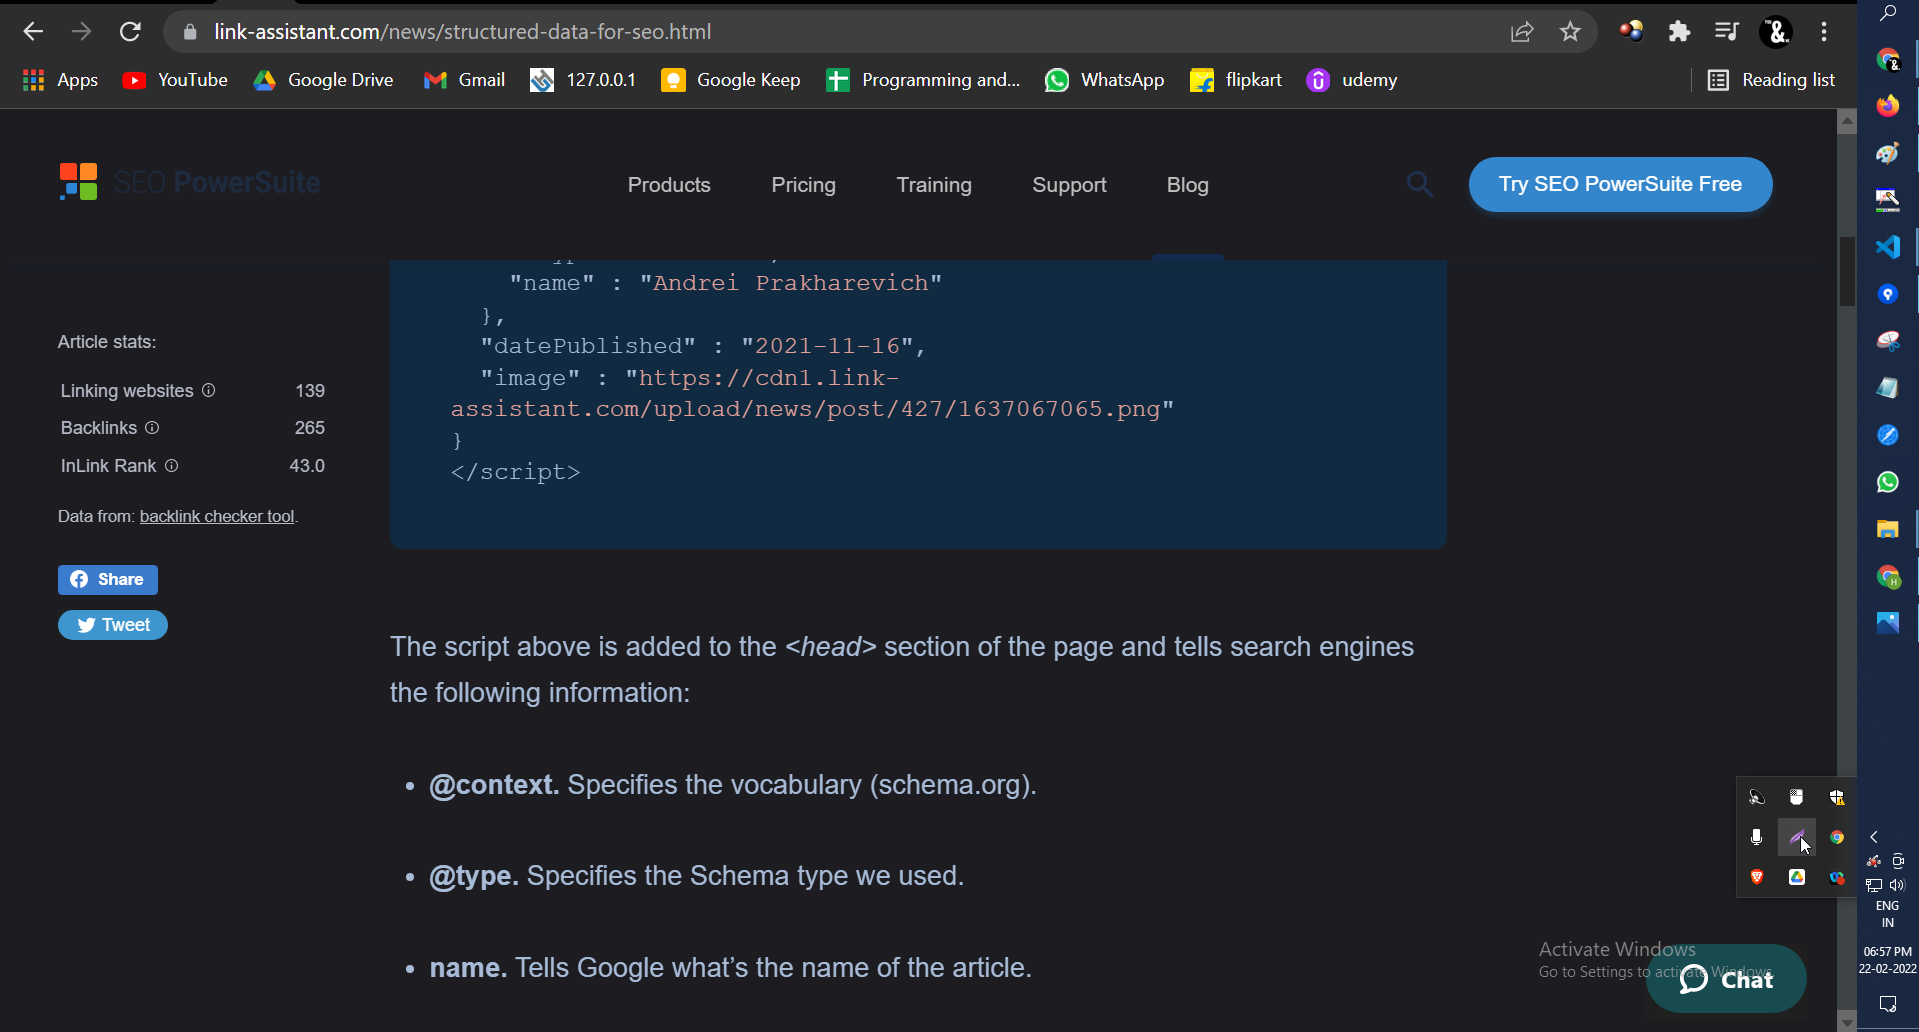 link-assistant.com/news/structured-data-for-seo.html
Apps YouTube Google Drive Gmail 127.0.0.1 Google Keep Programming and... WhatsApp flipkart udemy Reading list
SEO PowerSuite
Products Pricing Training Support Blog Try SEO PowerSuite Free
"name" : "Andrei Prakharevich"
},
"datePublished" : "2021-11-16",
"image" : "https://cdn1.link-
assistant.com/upload/news/post/427/1637067065.png"
}
</script>
Article stats:
Linking websites 139
Backlinks 265
InLink Rank 43.0
Data from: backlink checker tool.
Share
Tweet
The script above is added to the <head> section of the page and tells search engines
the following information:
• @context. Specifies the vocabulary (schema.org).
• @type. Specifies the Schema type we used.
• name. Tells Google what’s the name of the article.
Activate Windows
Go to Settings to activate Windows.
Chat
ENG
IN
06:57 PM
22-02-2022